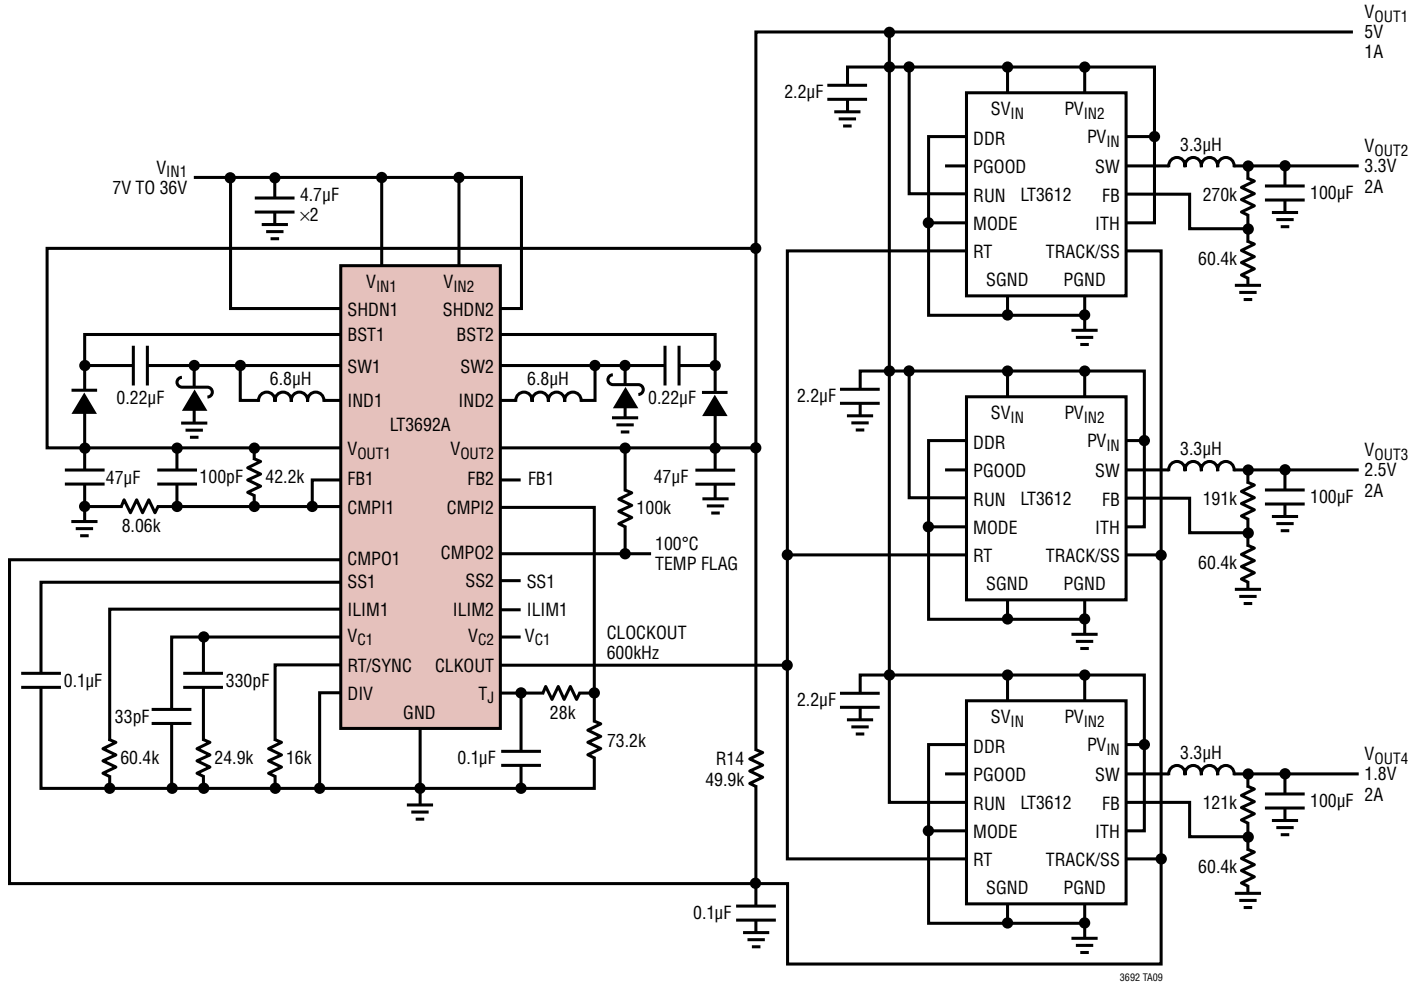 VOUT1
5V
1A
2.2µF
SVIN PVIN2
DDR
PGOOD
RUN
MODE
RT
LT3612
PVIN
SW
FB
ITH
TRACK/SS
SGND PGND
3.3µH
270k
60.4k
100µF
VOUT2
3.3V
2A
VIN1
7V TO 36V
4.7µF
×2
VIN1 VIN2
SHDN1 SHDN2
BST1 BST2
SW1 SW2
IND1 IND2
LT3692A
VOUT1 VOUT2
FB1 FB2
CMPI1 CMPI2
CMPO1 CMPO2
SS1 SS2
ILIM1 ILIM2
VC1 VC2
RT/SYNC CLKOUT
DIV TJ
GND
0.22µF
6.8µH
6.8µH
0.22µF
47µF
100pF
42.2k
8.06k
FB1
100k
47µF
100°C
TEMP FLAG
SS1
ILIM1
VC1
CLOCKOUT
600kHz
0.1µF
60.4k
33pF
330pF
24.9k
16k
0.1µF
28k
73.2k
R14
49.9k
0.1µF
2.2µF
SVIN PVIN2
DDR
PGOOD
RUN
MODE
RT
LT3612
PVIN
SW
FB
ITH
TRACK/SS
SGND PGND
3.3µH
191k
60.4k
100µF
VOUT3
2.5V
2A
2.2µF
SVIN PVIN2
DDR
PGOOD
RUN
MODE
RT
LT3612
PVIN
SW
FB
ITH
TRACK/SS
SGND PGND
3.3µH
121k
60.4k
100µF
VOUT4
1.8V
2A
3692 TA09